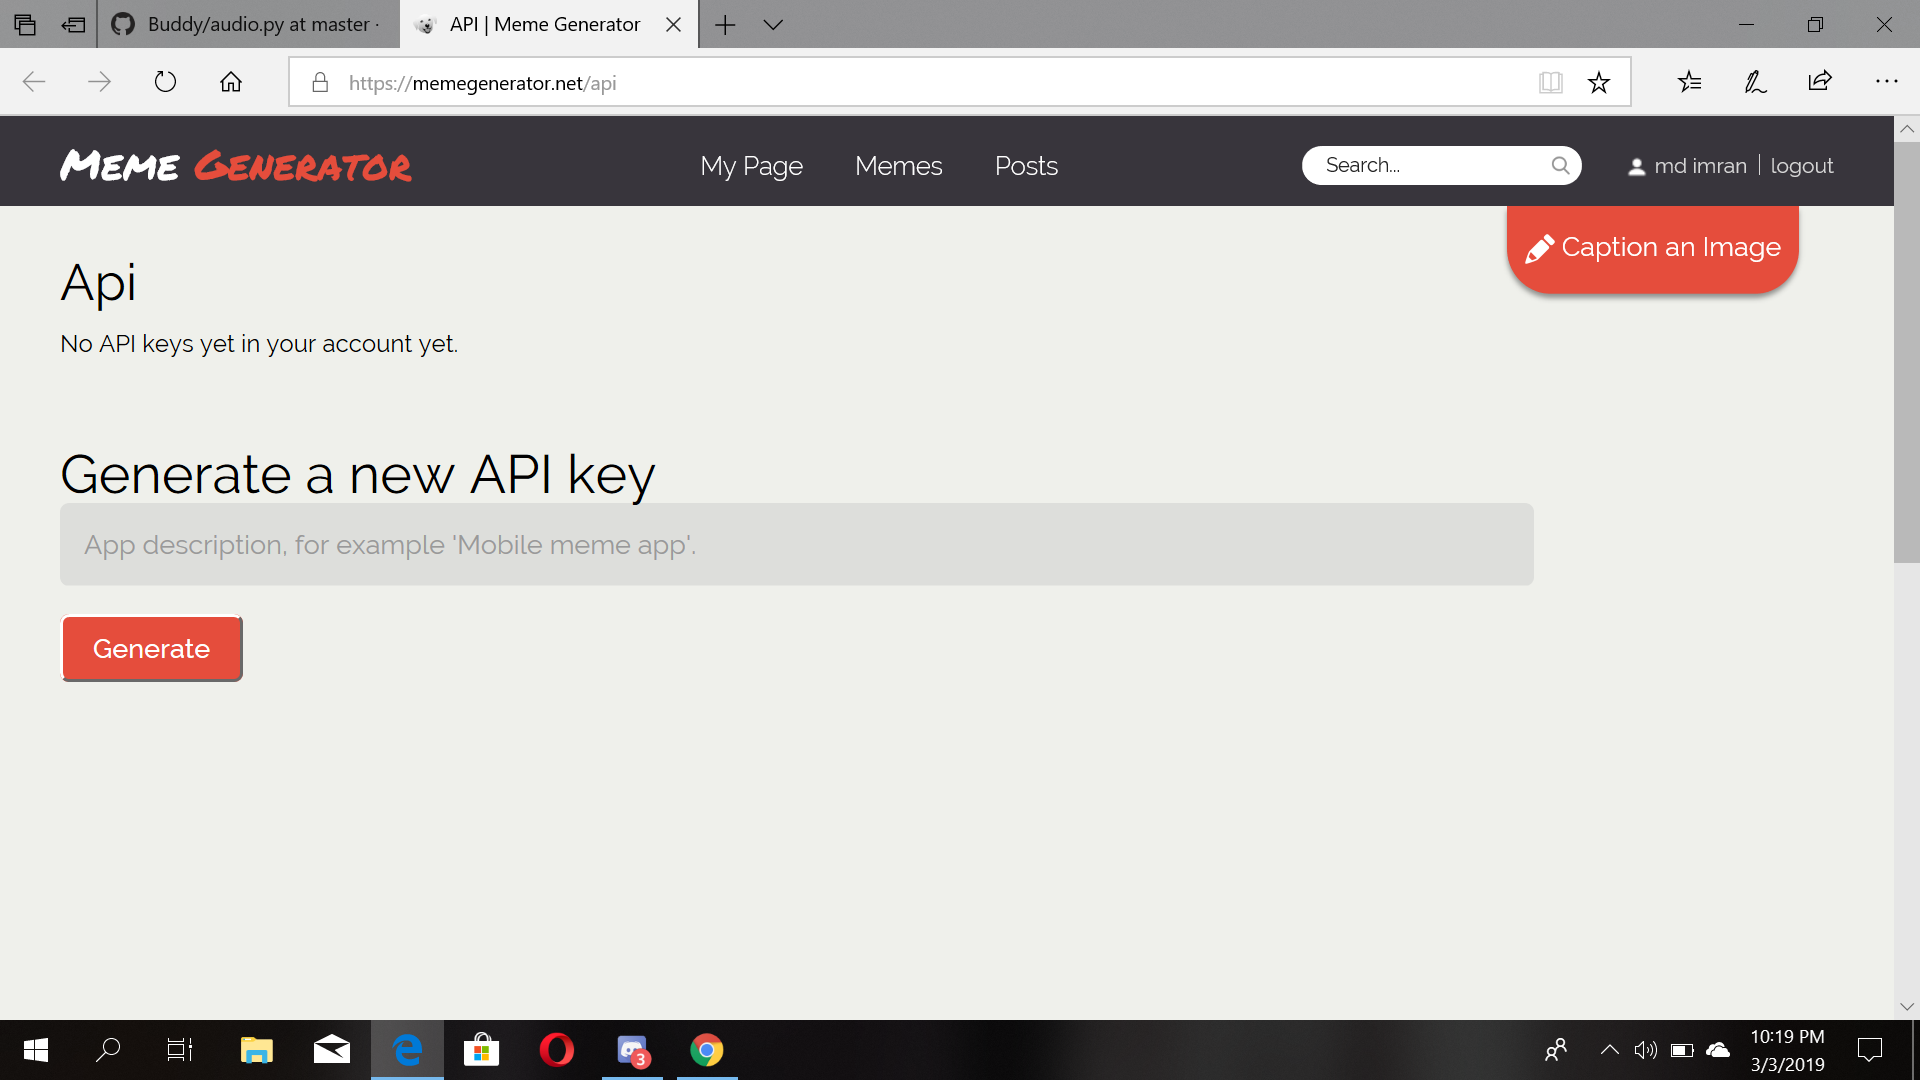 Buddy/audio.py at master ·
API | Meme Generator
https://memegenerator.net/api
Meme Generator
My Page
Memes
Posts
Search...
md imran
logout
Caption an Image
Api
No API keys yet in your account yet.
Generate a new API key
App description, for example 'Mobile meme app'.
Generate
3
10:19 PM
3/3/2019